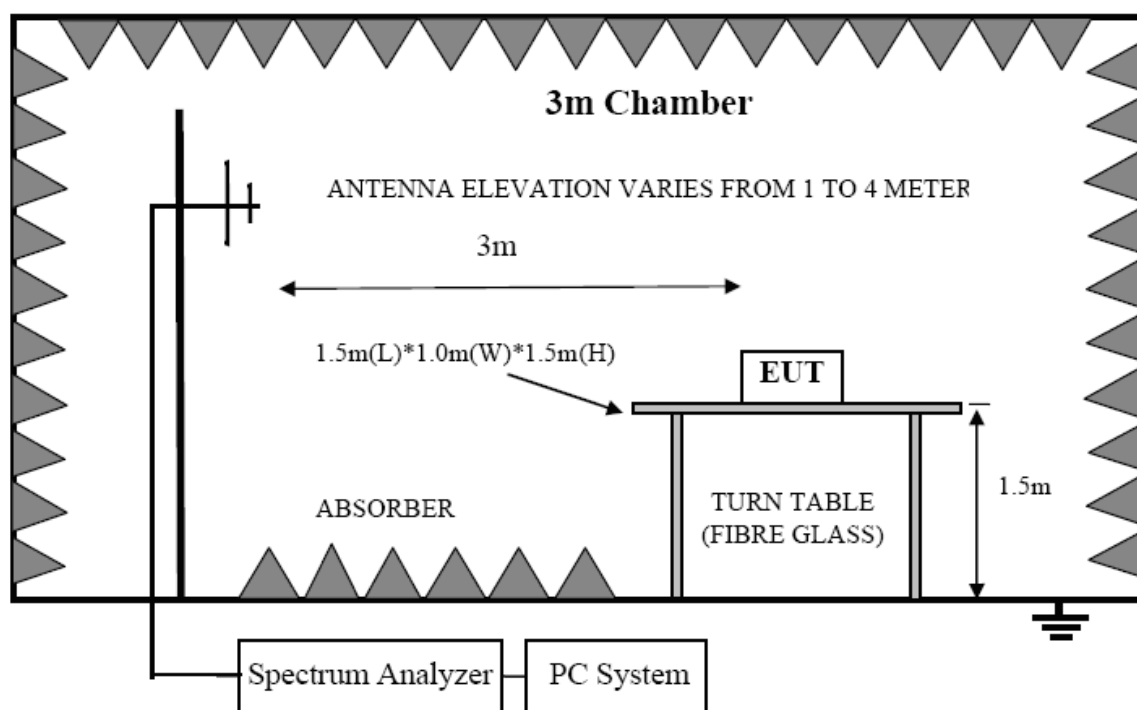 3m Chamber
ANTENNA ELEVATION VARIES FROM 1 TO 4 METER
3m
1.5m(L)*1.0m(W)*1.5m(H)
EUT
1.5m
ABSORBER
TURN TABLE
(FIBRE GLASS)
Spectrum Analyzer
PC System